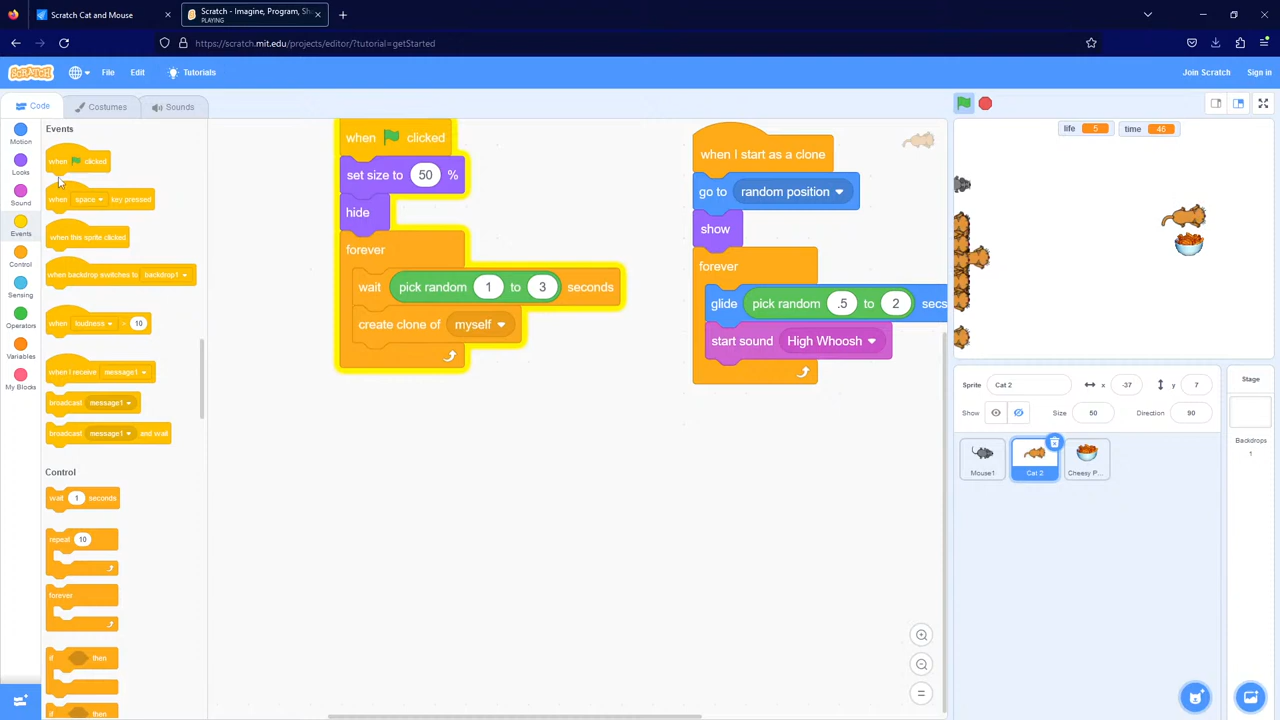 Scratch Cat and Mouse
Scratch - Imagine, Program, Sh
PLAYING
https://scratch.mit.edu/projects/editor/?tutorial=getStarted
SCRATCH
File
Edit
Tutorials
Join Scratch
Sign in
Code
Costumes
Sounds
Motion
Looks
Sound
Events
Control
Sensing
Operators
Variables
My Blocks
Events
when clicked
when space key pressed
when this sprite clicked
when backdrop switches to backdrop1
when loudness > 10
when I receive message1
broadcast message1
broadcast message1 and wait
Control
wait 1 seconds
repeat 10
forever
if then
if then
when clicked
set size to 50 %
hide
forever
wait pick random 1 to 3 seconds
create clone of myself
when I start as a clone
go to random position
show
forever
glide pick random .5 to 2 secs
start sound High Whoosh
life 5
time 46
Sprite Cat 2 x -37 y 7
Show Size 50 Direction 90
Mouse1
Cat 2
Cheesy P...
Stage
Backdrops
1